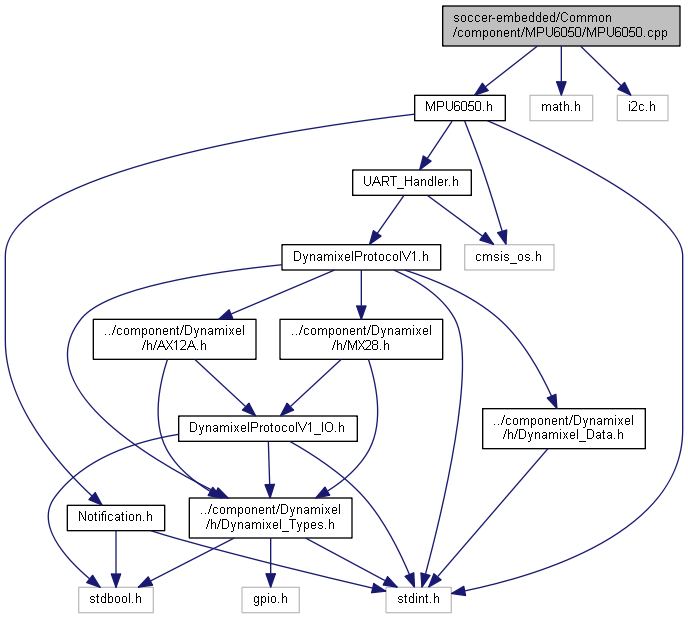 soccer-embedded/Common
/component/MPU6050/MPU6050.cpp
MPU6050.h
math.h
i2c.h
UART_Handler.h
DynamixelProtocolV1.h
cmsis_os.h
../component/Dynamixel
/h/AX12A.h
../component/Dynamixel
/h/MX28.h
DynamixelProtocolV1_IO.h
../component/Dynamixel
/h/Dynamixel_Data.h
Notification.h
../component/Dynamixel
/h/Dynamixel_Types.h
stdbool.h
gpio.h
stdint.h